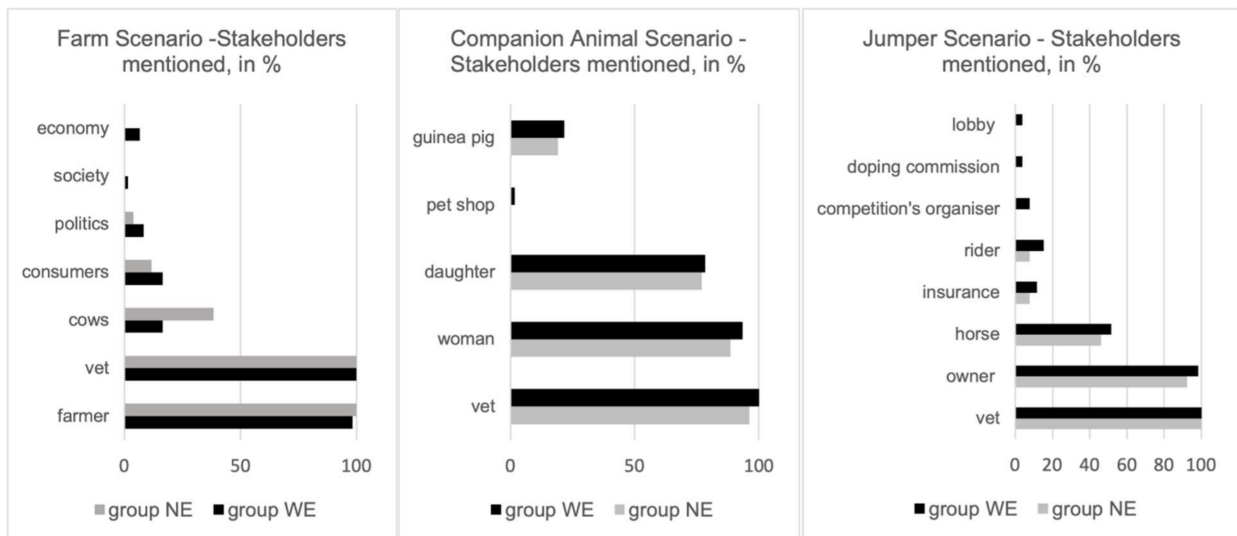 Farm Scenario -Stakeholders
mentioned, in %
economy
society
politics
consumers
cows
vet
farmer
0 50 100
group NE group WE
Companion Animal Scenario -
Stakeholders mentioned, in %
guinea pig
pet shop
daughter
woman
vet
0 50 100
group WE group NE
Jumper Scenario - Stakeholders
mentioned, in %
lobby
doping commission
competition's organiser
rider
insurance
horse
owner
vet
0 20 40 60 80 100
group WE group NE